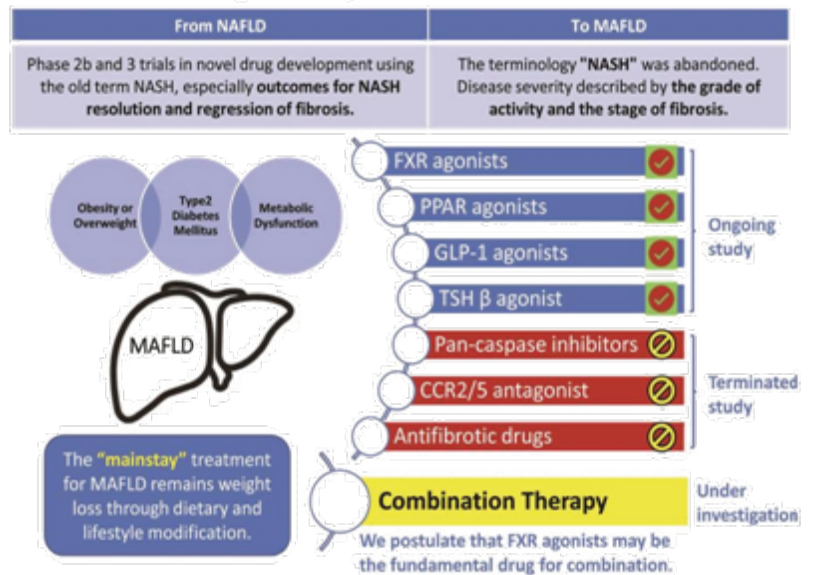 From NAFLD
To MAFLD
Phase 2b and 3 trials in novel drug development using
the old term NASH, especially outcomes for NASH
resolution and regression of fibrosis.
The terminology "NASH" was abandoned.
Disease severity described by the grade of
activity and the stage of fibrosis.
Obesity or
Overweight
Type2
Diabetes
Mellitus
Metabolic
Dysfunction
MAFLD
The “mainstay” treatment
for MAFLD remains weight
loss through dietary and
lifestyle modification.
FXR agonists
PPAR agonists
GLP-1 agonists
TSH β agonist
Ongoing
study
Pan-caspase inhibitors
CCR2/5 antagonist
Antifibrotic drugs
Terminated
study
Combination Therapy
Under
investigation
We postulate that FXR agonists may be
the fundamental drug for combination.